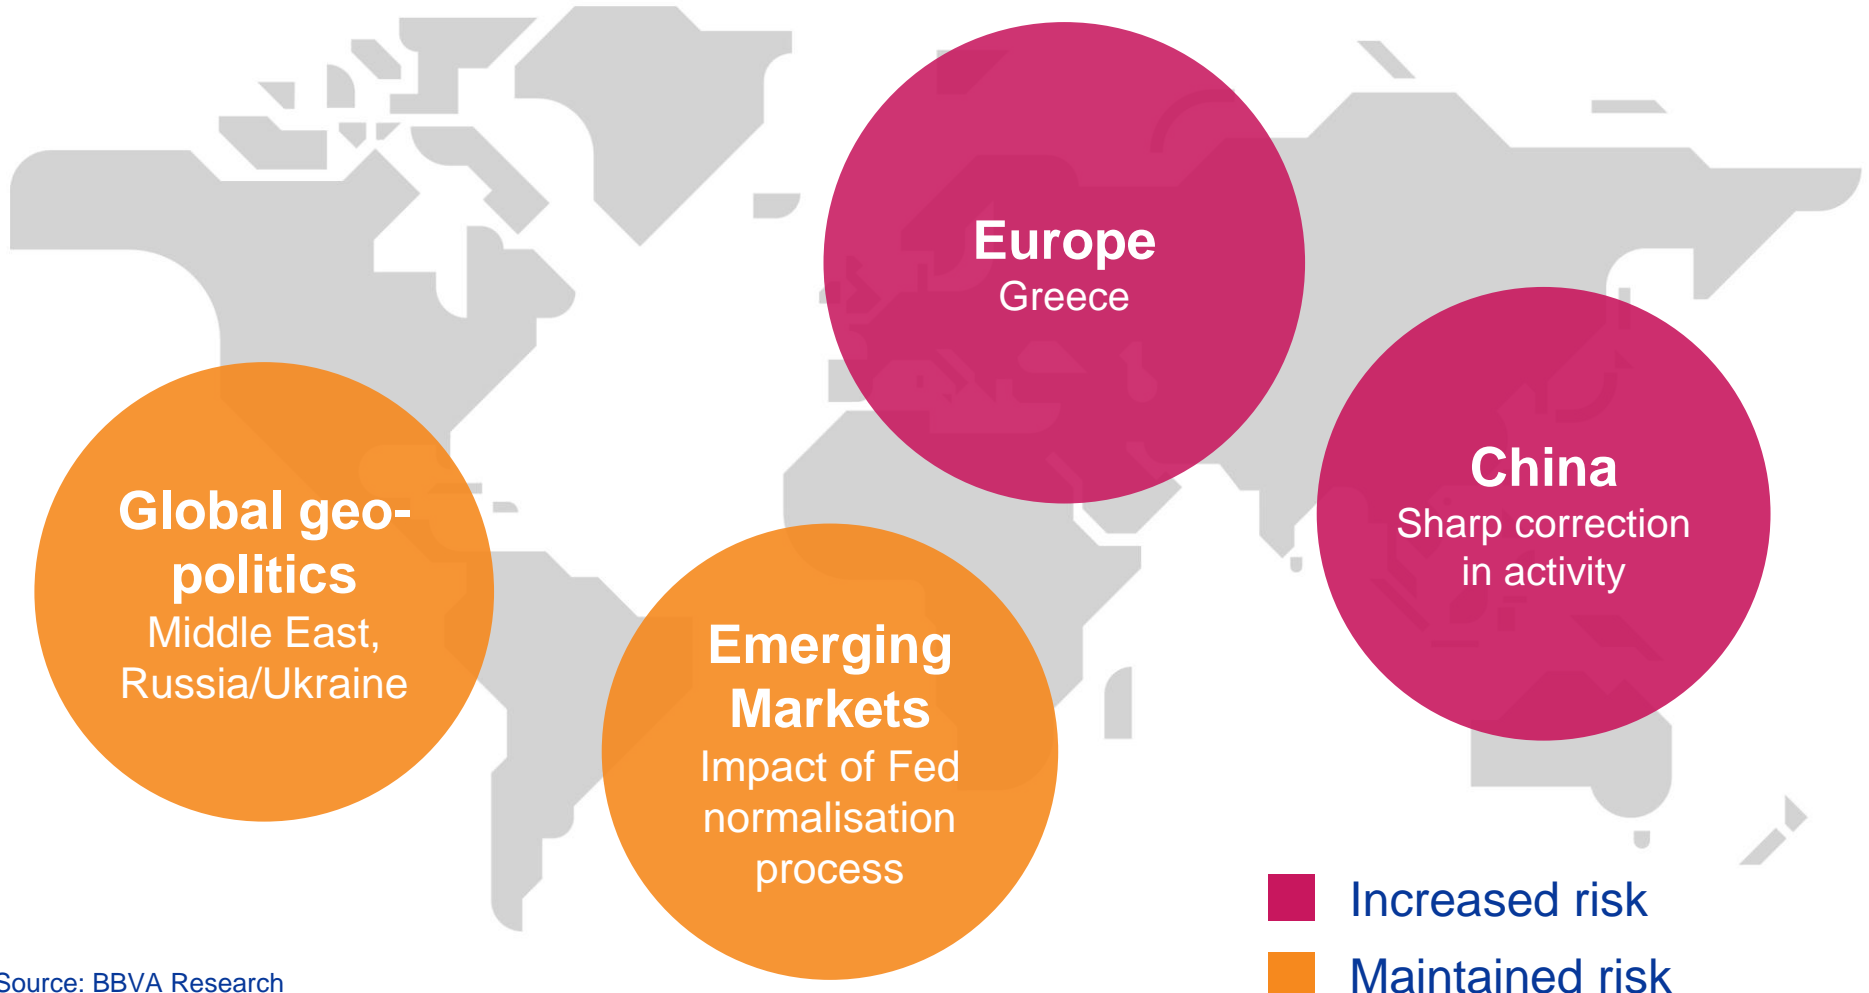 Europe
Greece
China
Sharp correction
in activity
Global geo-
politics
Middle East,
Russia/Ukraine
Emerging
Markets
Impact of Fed
normalisation
process
Increased risk
Maintained risk
Source: BBVA Research